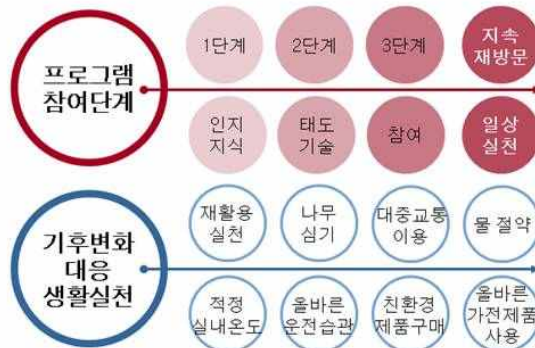 프로그램
참여단계
1단계
2단계
3단계
지속
재방문
인지
지식
태도
기술
참여
일상
실천
기후변화
대응
생활실천
재활용
실천
나무
심기
대중교통
이용
물 절약
적정
실내온도
올바른
운전습관
친환경
제품구매
올바른
가전제품
사용